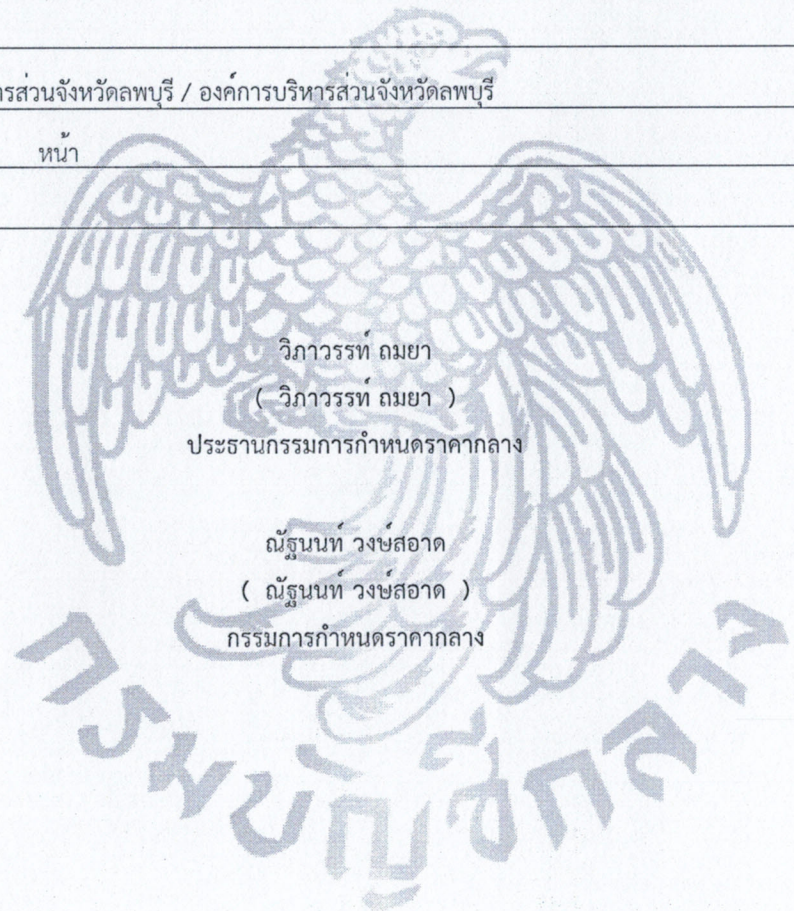 รส่วนจังหวัดลพบุรี / องค์การบริหารส่วนจังหวัดลพบุรี
หน้า
วิภาวรรท์ ถมยา
( วิภาวรรท์ ถมยา )
ประธานกรรมการกำหนดราคากลาง
ณัฐนนท์ วงษ์สอาด
( ณัฐนนท์ วงษ์สอาด )
กรรมการกำหนดราคากลาง
กรมบัญชีกลาง